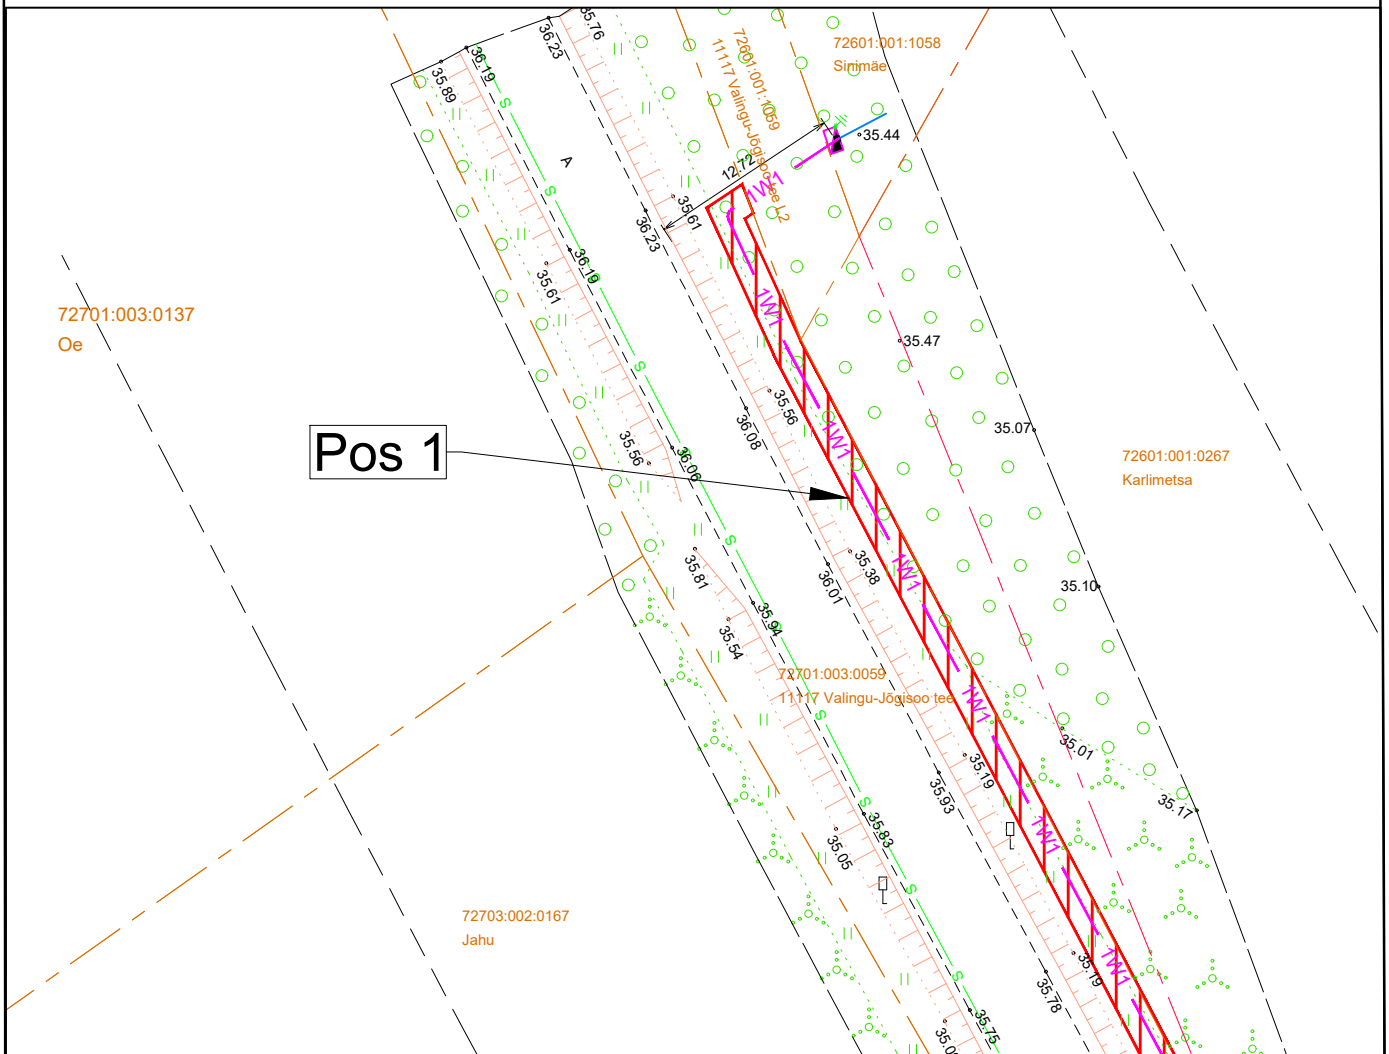 35.76
36.23
36.19
35.89
72601:001:1058
Sinimäe
72601:001:1059
11117 Valingu-Jõgisoo tee L2
S
A
35.44
12.72
1W1
S
35.61
36.23
36.19
35.61
72701:003:0137
Oe
1W1
35.47
S
35.56
36.08
35.07
1W1
Pos 1
35.56
36.06
72601:001:0267
Karlimetsa
S
35.38
36.01
1W1
35.81
35.10
35.94
35.54
72701:003:0059
11117 Valingu-Jõgisoo tee
1W1
S
35.01
35.19
35.93
35.17
S
35.83
35.05
1W1
S
72703:002:0167
Jahu
1W1
35.19
S
35.78
35.75